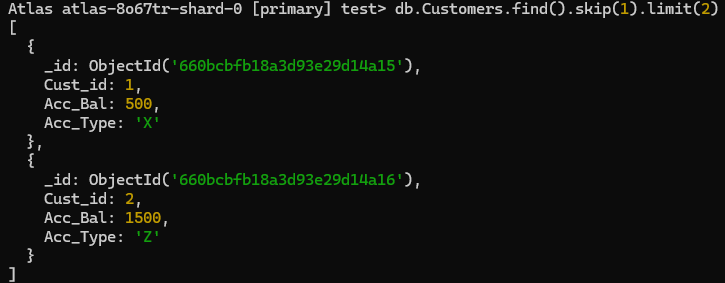 Atlas atlas-8o67tr-shard-0 [primary] test> db.Customers.find().skip(1).limit(2)
[
  {
    _id: ObjectId('660bcbfb18a3d93e29d14a15'),
    Cust_id: 1,
    Acc_Bal: 500,
    Acc_Type: 'X'
  },
  {
    _id: ObjectId('660bcbfb18a3d93e29d14a16'),
    Cust_id: 2,
    Acc_Bal: 1500,
    Acc_Type: 'Z'
  }
]